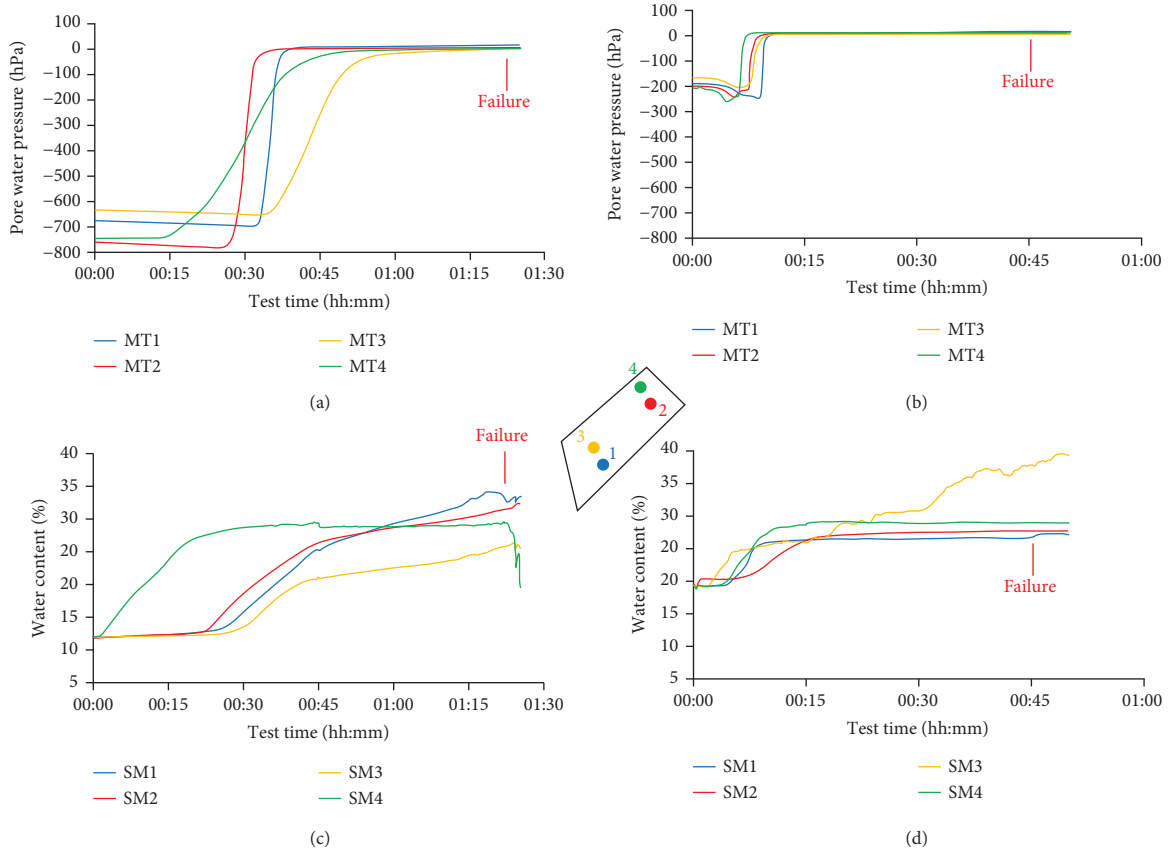 100
0
−100
−200
−300
−400
−500
−600
−700
−800
Pore water pressure (hPa)
Failure
00:00 00:15 00:30 00:45 01:00 01:15 01:30
Test time (hh:mm)
MT1 MT3
MT2 MT4
(a)
100
0
−100
−200
−300
−400
−500
−600
−700
−800
Pore water pressure (hPa)
Failure
00:00 00:15 00:30 00:45 01:00
Test time (hh:mm)
MT1 MT3
MT2 MT4
(b)
4
2
3
1
40
35
30
20
20
15
10
5
Water content (%)
Failure
00:00 00:15 00:30 00:45 01:00 01:15 01:30
Test time (hh:mm)
SM1 SM3
SM2 SM4
(c)
40
35
30
20
20
15
10
5
Water content (%)
Failure
00:00 00:15 00:30 00:45 01:00
Test time (hh:mm)
SM1 SM3
SM2 SM4
(d)